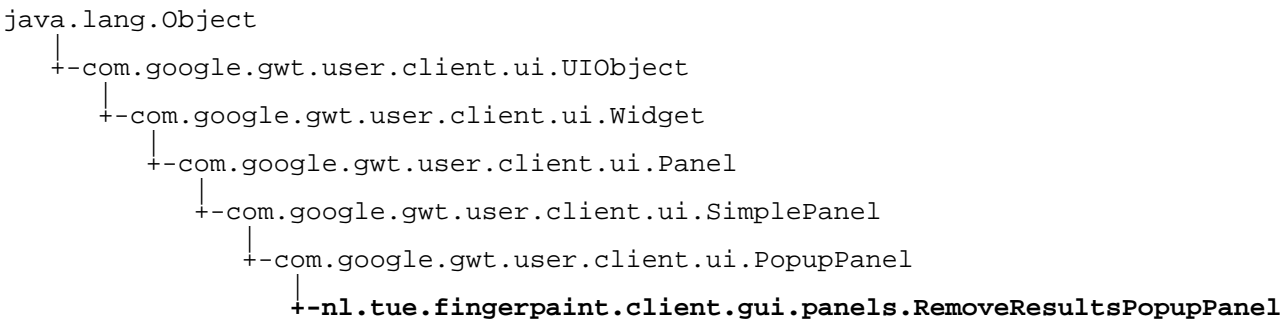 java.lang.Object
|
+-com.google.gwt.user.client.ui.UIObject
|
+-com.google.gwt.user.client.ui.Widget
|
+-com.google.gwt.user.client.ui.Panel
|
+-com.google.gwt.user.client.ui.SimplePanel
|
+-com.google.gwt.user.client.ui.PopupPanel
|
+-nl.tue.fingerpaint.client.gui.panels.RemoveResultsPopupPanel